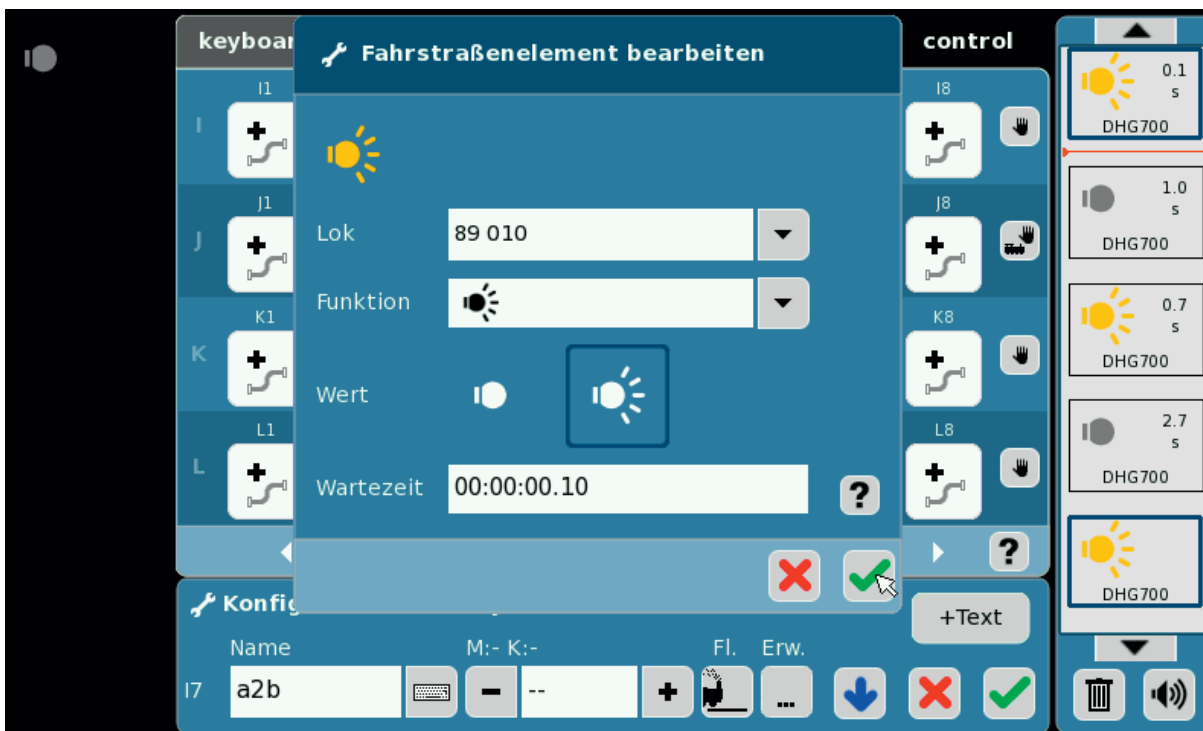 keyboar
control
Fahrstraßenelement bearbeiten
I1
I8
I
J1
J8
J
K1
K8
K
L1
L8
L
Lok
89 010
Funktion
Wert
Wartezeit
00:00:00.10
?
?
Konfig
+Text
Name
M:- K:-
Fl.
Erw.
I7
a2b
--
...
0.1
s
DHG700
1.0
s
DHG700
0.7
s
DHG700
2.7
s
DHG700
DHG700